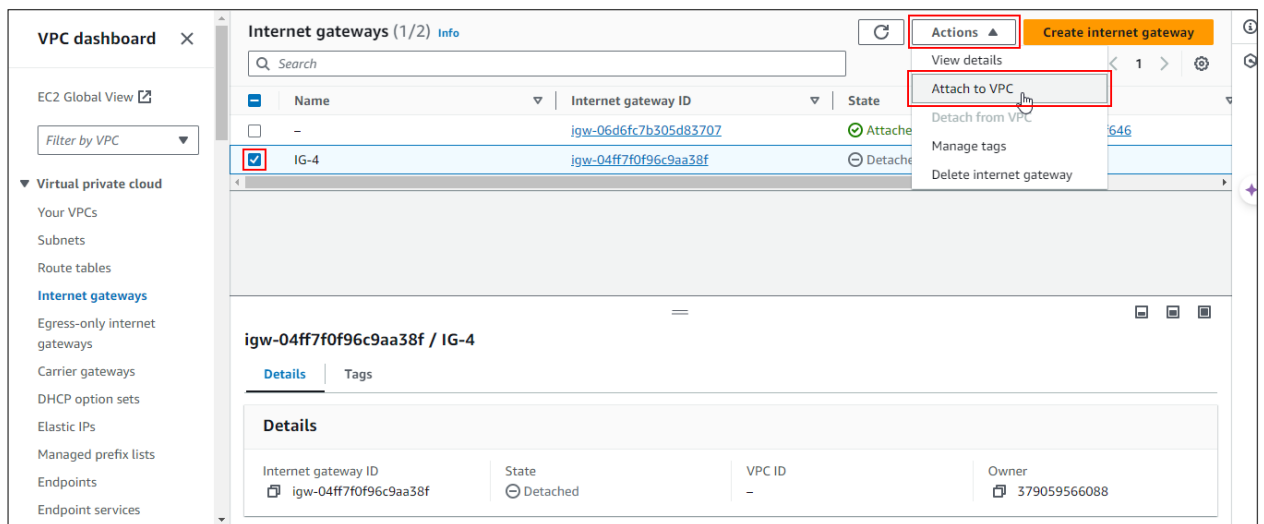 VPC dashboard
EC2 Global View
Filter by VPC
Virtual private cloud
Your VPCs
Subnets
Route tables
Internet gateways
Egress-only internet
gateways
Carrier gateways
DHCP option sets
Elastic IPs
Managed prefix lists
Endpoints
Endpoint services
Internet gateways (1/2) Info
Actions
Create internet gateway
Search
1
View details
Attach to VPC
Detach from VPC
Manage tags
Delete internet gateway
Name Internet gateway ID State
– igw-06d6fc7b305d83707 Attache f646
IG-4 igw-04ff7f0f96c9aa38f Detache
igw-04ff7f0f96c9aa38f / IG-4
Details Tags
Details
Internet gateway ID State VPC ID Owner
igw-04ff7f0f96c9aa38f Detached – 379059566088